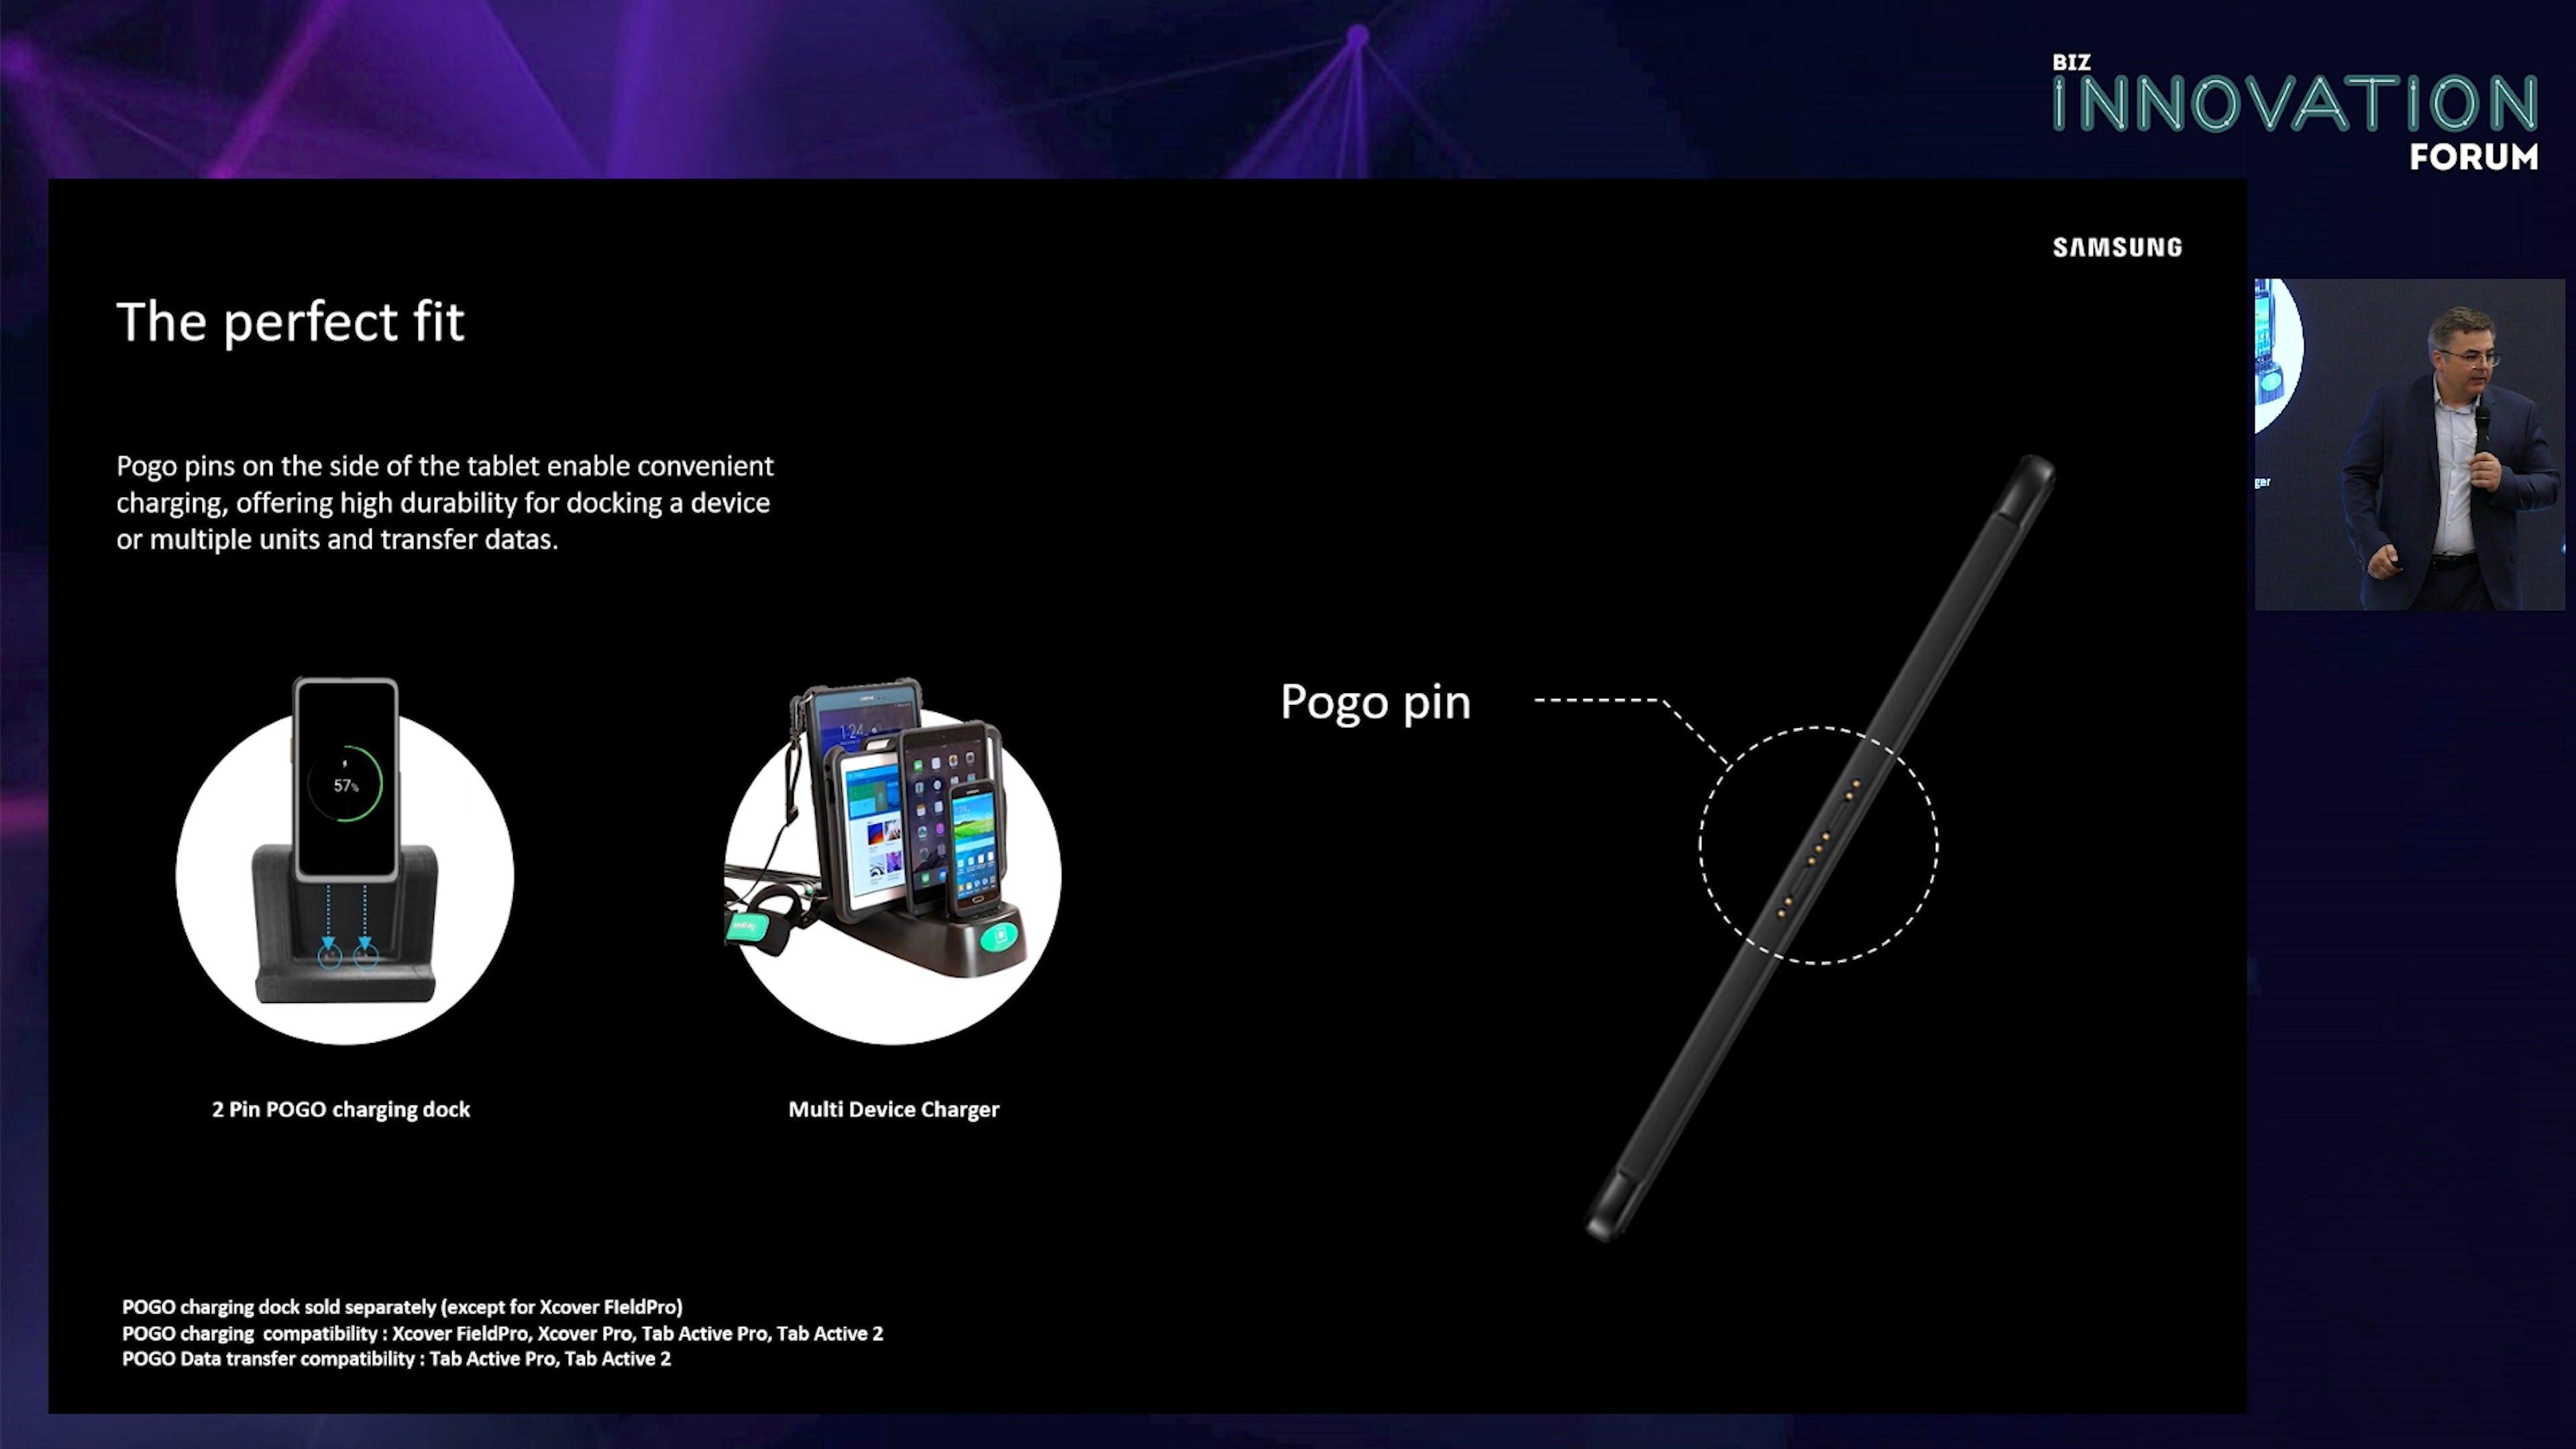 BIZ
INNOVATION
FORUM
SAMSUNG
The perfect fit
Pogo pins on the side of the tablet enable convenient
charging, offering high durability for docking a device
or multiple units and transfer datas.
Pogo pin
57%
1:24
2 Pin POGO charging dock
Multi Device Charger
ger
POGO charging dock sold separately (except for Xcover FIeldPro)
POGO charging  compatibility : Xcover FieldPro, Xcover Pro, Tab Active Pro, Tab Active 2
POGO Data transfer compatibility : Tab Active Pro, Tab Active 2